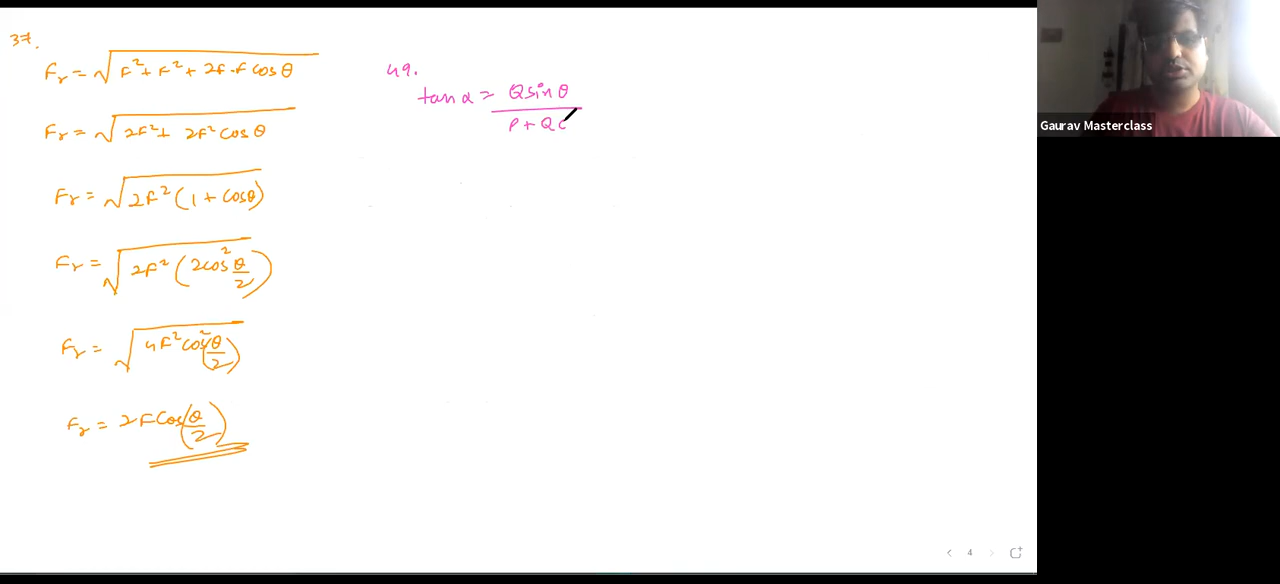 37.
Fr = √F² + F² + 2F·F cos θ
Fr = √2F² + 2F² cos θ
Fr = √2F² (1 + cos θ)
Fr = √2F² (2cos² θ/2)
Fr = √4F² cos² (θ/2)
Fr = 2F cos (θ/2)
49.
tan α = Q sin θ
P + Q c
Gaurav Masterclass
4